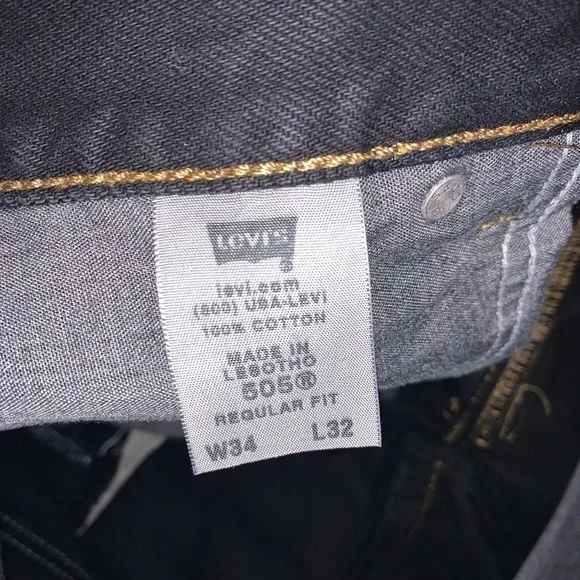 LEVI'S
®
levi.com
(800) USA-LEVI
100% COTTON
MADE IN
LESOTHO
505®
REGULAR FIT
W34 L32